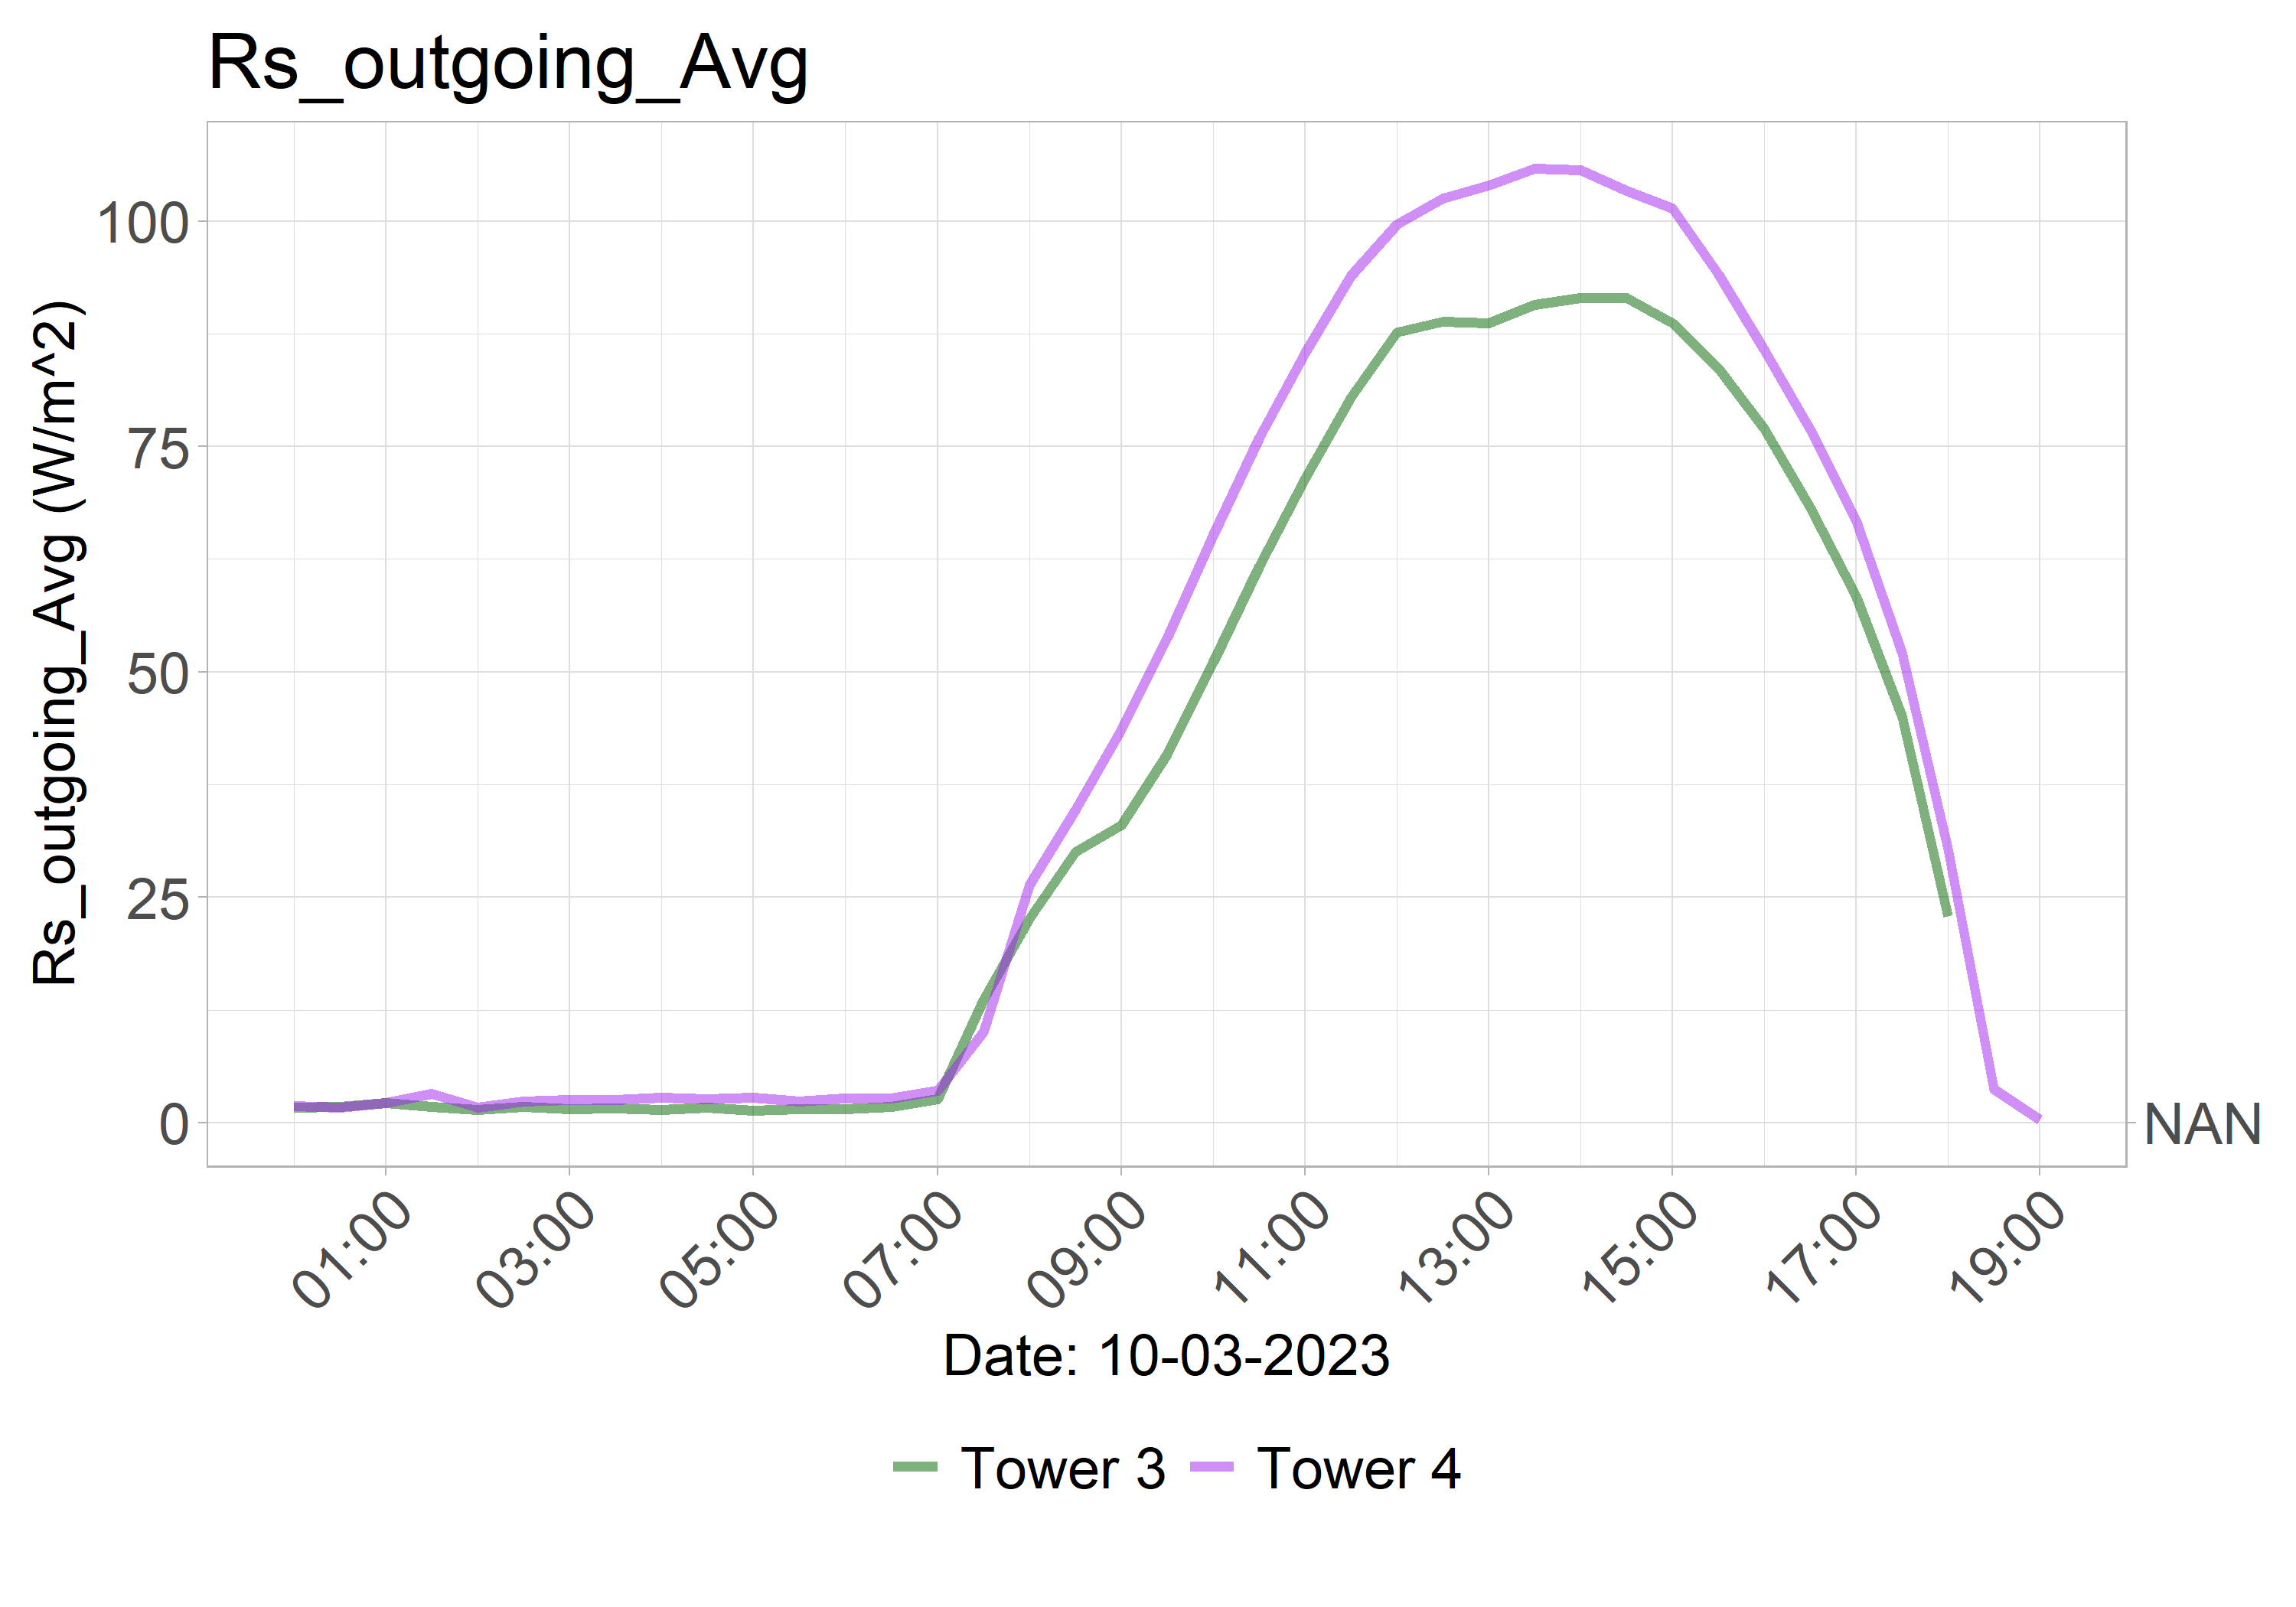 Rs_outgoing_Avg
Rs_outgoing_Avg (W/m^2)
100
75
50
25
0
NAN
01:00 03:00 05:00 07:00 09:00 11:00 13:00 15:00 17:00 19:00
Date: 10-03-2023
Tower 3 Tower 4